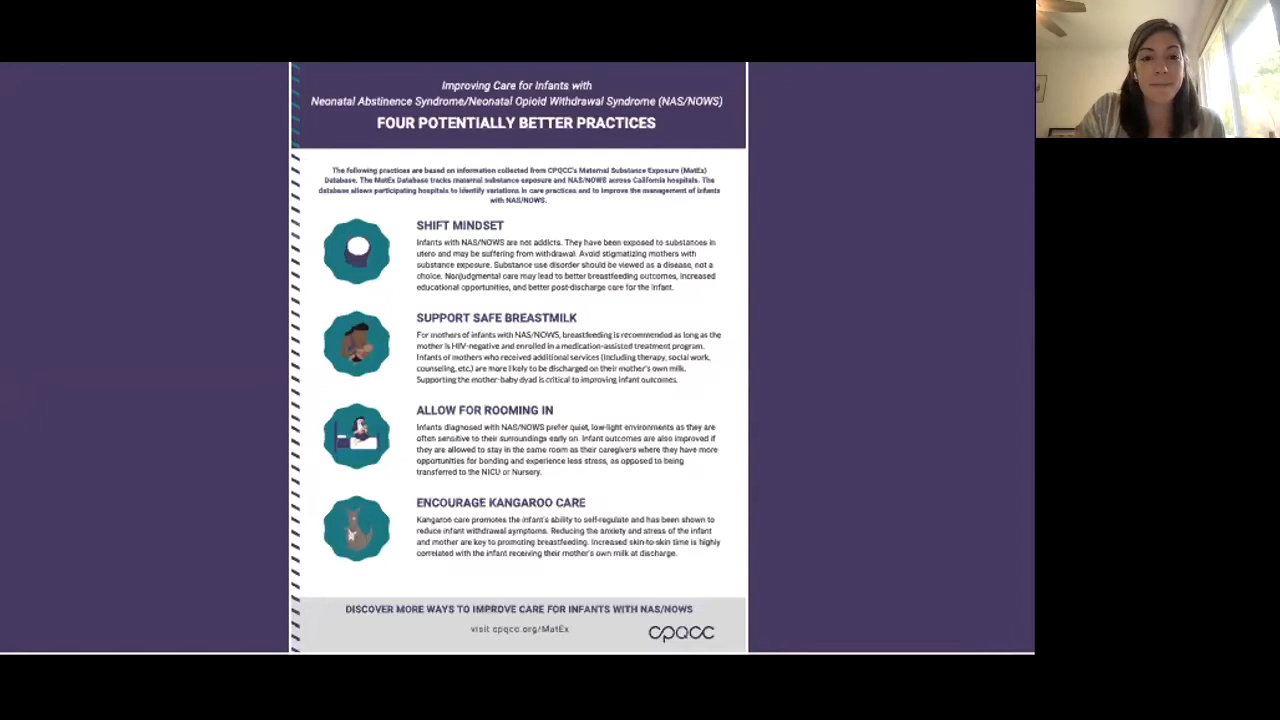 Improving Care for Infants with
Neonatal Abstinence Syndrome/Neonatal Opioid Withdrawal Syndrome (NAS/NOWS)
FOUR POTENTIALLY BETTER PRACTICES
The following practices are based on information collected from CPQCC's Maternal Substance Exposure (MatEx)
Database. The MatEx Database tracks maternal substance exposure and NAS/NOWS across California hospitals. The
database allows participating hospitals to identify variations in care practices and to improve the management of infants
with NAS/NOWS.
SHIFT MINDSET
Infants with NAS/NOWS are not addicts. They have been exposed to substances in
utero and may be suffering from withdrawal. Avoid stigmatizing mothers with
substance exposure. Substance use disorder should be viewed as a disease, not a
choice. Nonjudgmental care may lead to better breastfeeding outcomes, increased
educational opportunities, and better post-discharge care for the infant.
SUPPORT SAFE BREASTMILK
For mothers of infants with NAS/NOWS, breastfeeding is recommended as long as the
mother is HIV-negative and enrolled in a medication-assisted treatment program.
Infants of mothers who received additional services (including therapy, social work,
counseling, etc.) are more likely to be discharged on their mother's own milk.
Supporting the mother-baby dyad is critical to improving infant outcomes.
ALLOW FOR ROOMING IN
Infants diagnosed with NAS/NOWS prefer quiet, low-light environments as they are
often sensitive to their surroundings early on. Infant outcomes are also improved if
they are allowed to stay in the same room as their caregivers where they have more
opportunities for bonding and experience less stress, as opposed to being
transferred to the NICU or Nursery.
ENCOURAGE KANGAROO CARE
Kangaroo care promotes the infant's ability to self-regulate and has been shown to
reduce infant withdrawal symptoms. Reducing the anxiety and stress of the infant
and mother are key to promoting breastfeeding. Increased skin-to-skin time is highly
correlated with the infant receiving their mother's own milk at discharge.
DISCOVER MORE WAYS TO IMPROVE CARE FOR INFANTS WITH NAS/NOWS
visit cpqcc.org/MatEx
cpqcc